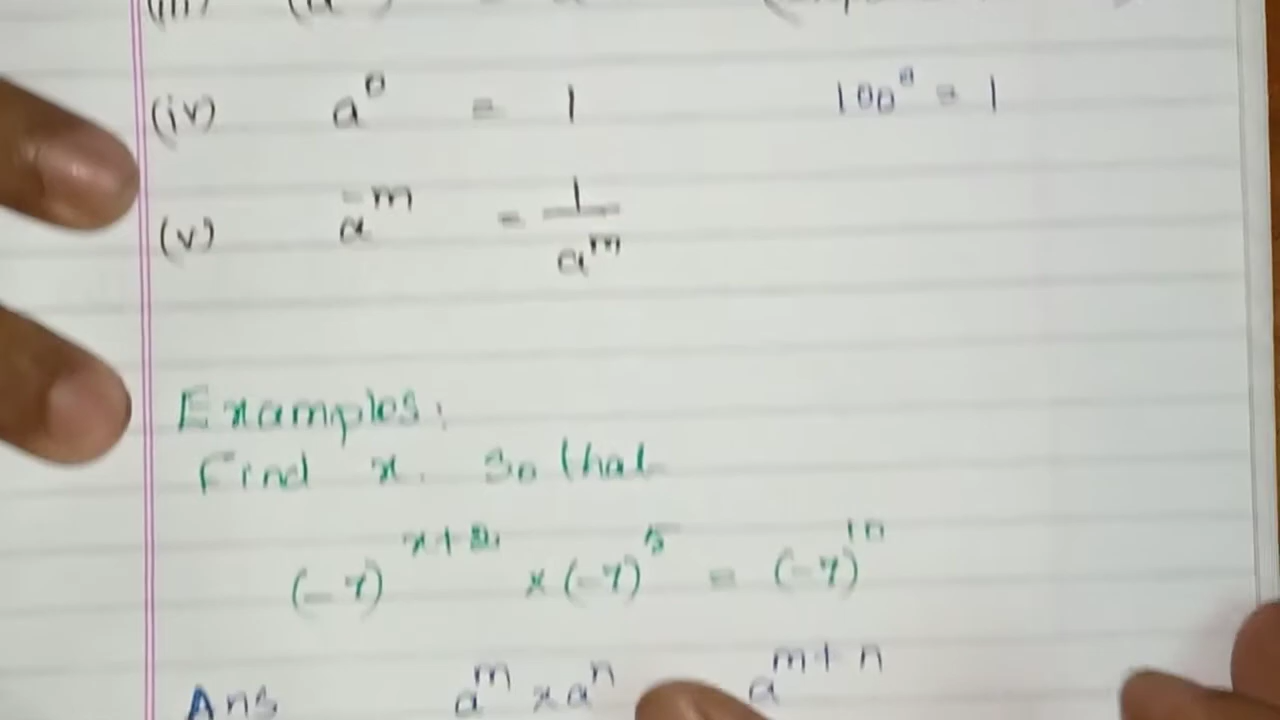 (iv) a⁰ = 1 100⁰ = 1
(v) a⁻ᵐ = 1/aᵐ
Examples:
Find x. So that
(-7)ˣ⁺² × (-7)⁵ = (-7)¹⁰
Ans aᵐ × aⁿ aᵐ⁺ⁿ